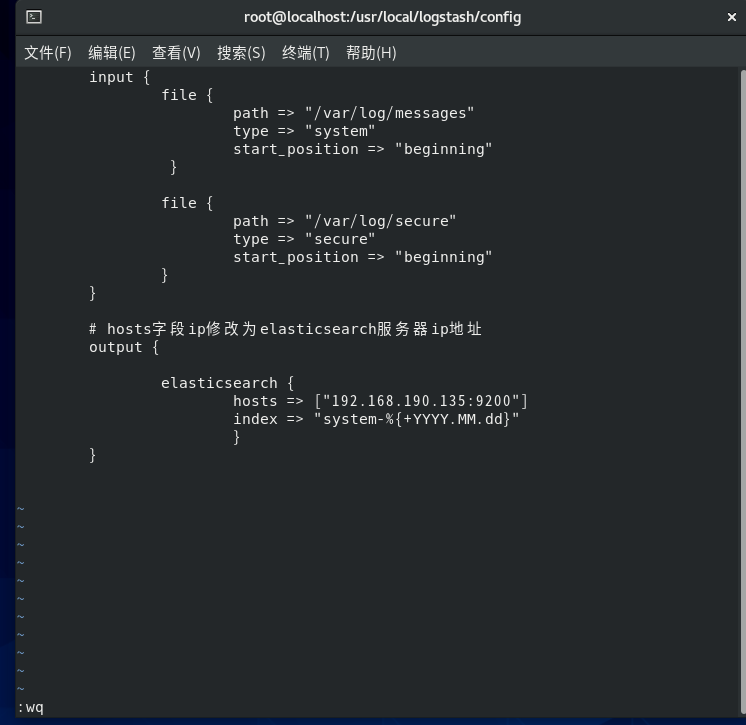 root@localhost:/usr/local/logstash/config
文件(F) 编辑(E) 查看(V) 搜索(S) 终端(T) 帮助(H)
input {
file {
path => "/var/log/messages"
type => "system"
start_position => "beginning"
}
file {
path => "/var/log/secure"
type => "secure"
start_position => "beginning"
}
}
# hosts字段ip修改为elasticsearch服务器ip地址
output {
elasticsearch {
hosts => ["192.168.190.135:9200"]
index => "system-%{+YYYY.MM.dd}"
}
}
~
~
~
~
~
~
~
~
~
~
~
:wq